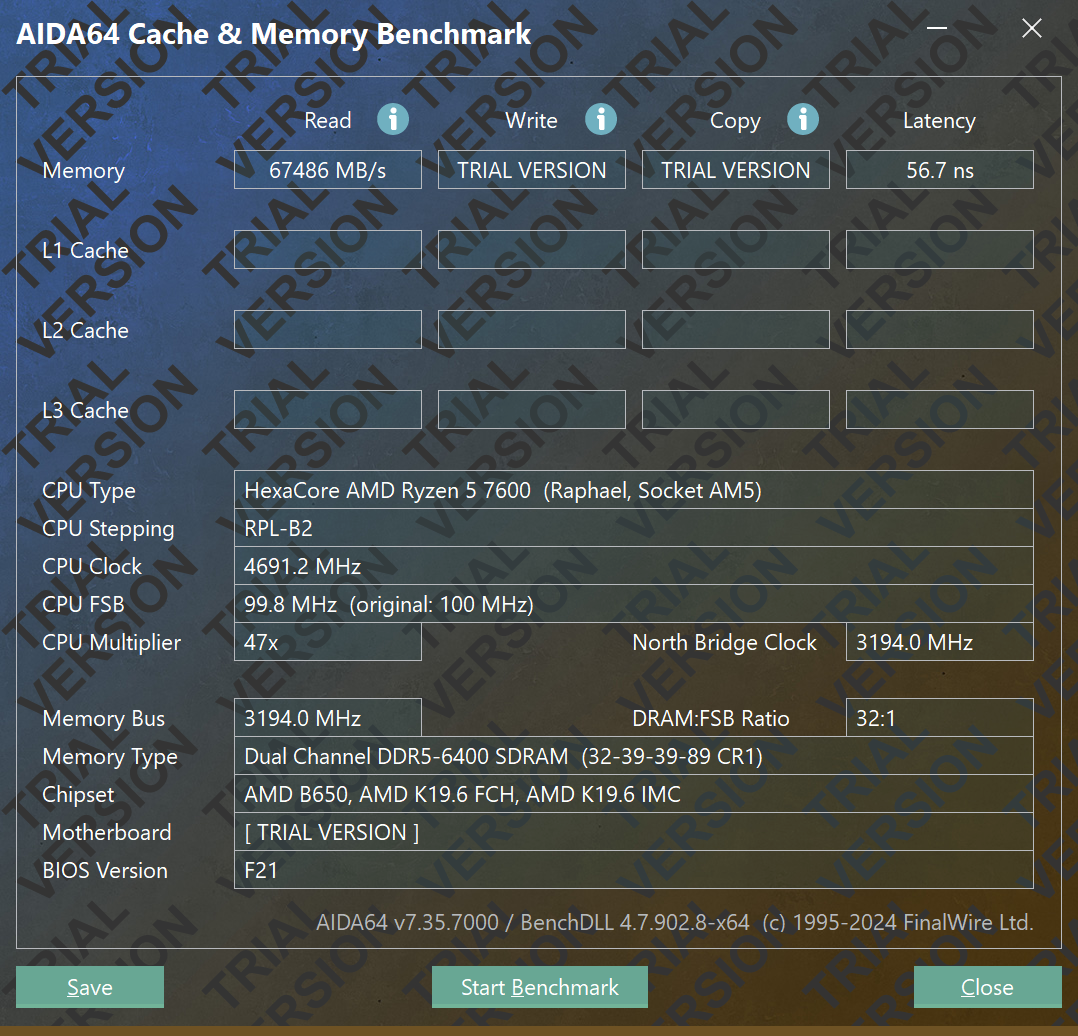 AIDA64 Cache & Memory Benchmark
Read Write Copy Latency
Memory 67486 MB/s TRIAL VERSION TRIAL VERSION 56.7 ns
L1 Cache
L2 Cache
L3 Cache
CPU Type HexaCore AMD Ryzen 5 7600 (Raphael, Socket AM5)
CPU Stepping RPL-B2
CPU Clock 4691.2 MHz
CPU FSB 99.8 MHz (original: 100 MHz)
CPU Multiplier 47x North Bridge Clock 3194.0 MHz
Memory Bus 3194.0 MHz DRAM:FSB Ratio 32:1
Memory Type Dual Channel DDR5-6400 SDRAM (32-39-39-89 CR1)
Chipset AMD B650, AMD K19.6 FCH, AMD K19.6 IMC
Motherboard [ TRIAL VERSION ]
BIOS Version F21
AIDA64 v7.35.7000 / BenchDLL 4.7.902.8-x64 (c) 1995-2024 FinalWire Ltd.
Save Start Benchmark Close
TRIAL VERSION